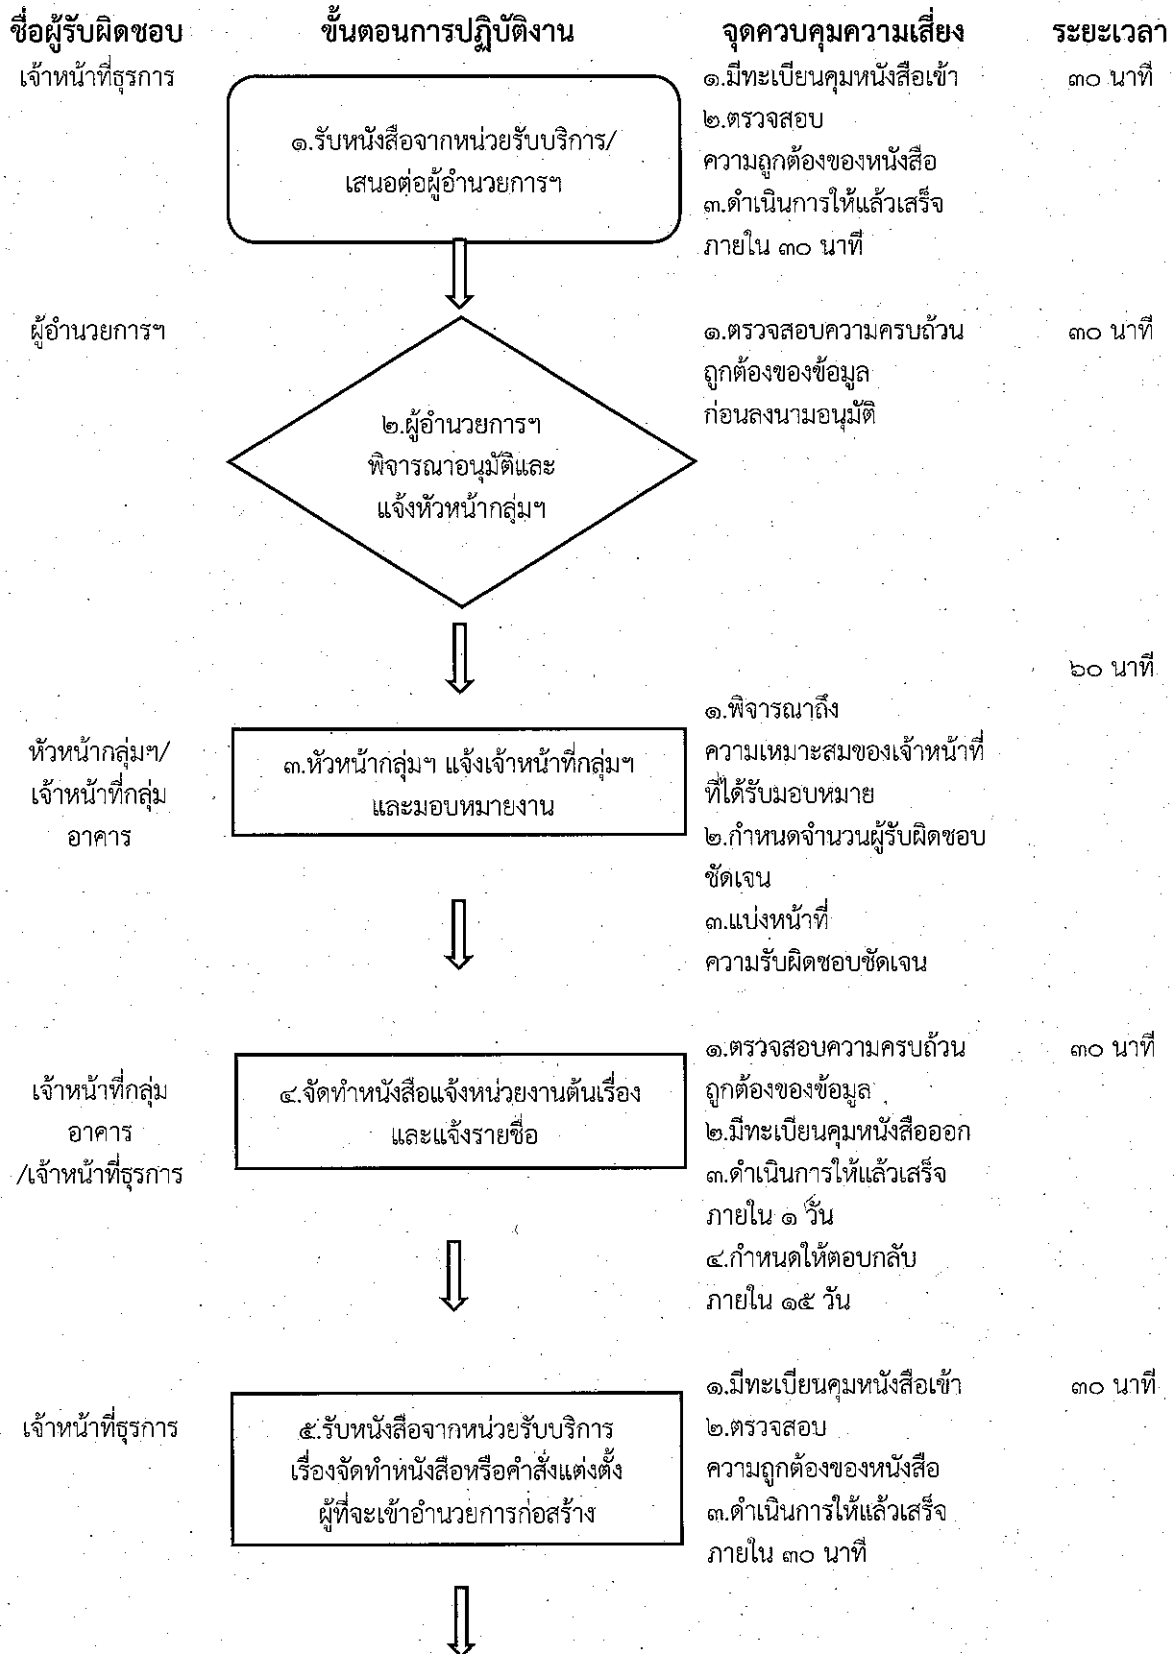 ชื่อผู้รับผิดชอบ ขั้นตอนการปฏิบัติงาน จุดควบคุมความเสี่ยง ระยะเวลา
เจ้าหน้าที่ธุรการ
๑.รับหนังสือจากหน่วยรับบริการ/
เสนอต่อผู้อำนวยการฯ
๑.มีทะเบียนคุมหนังสือเข้า
๒.ตรวจสอบ
ความถูกต้องของหนังสือ
๓.ดำเนินการให้แล้วเสร็จ
ภายใน ๓๐ นาที
๓๐ นาที
ผู้อำนวยการฯ
๒.ผู้อำนวยการฯ
พิจารณาอนุมัติและ
แจ้งหัวหน้ากลุ่มฯ
๑.ตรวจสอบความครบถ้วน
ถูกต้องของข้อมูล
ก่อนลงนามอนุมัติ
๓๐ นาที
หัวหน้ากลุ่มฯ/
เจ้าหน้าที่กลุ่ม
อาคาร
๓.หัวหน้ากลุ่มฯ แจ้งเจ้าหน้าที่กลุ่มฯ
และมอบหมายงาน
๑.พิจารณาถึง
ความเหมาะสมของเจ้าหน้าที่
ที่ได้รับมอบหมาย
๒.กำหนดจำนวนผู้รับผิดชอบ
ชัดเจน
๓.แบ่งหน้าที่
ความรับผิดชอบชัดเจน
๖๐ นาที
เจ้าหน้าที่กลุ่ม
อาคาร
/เจ้าหน้าที่ธุรการ
๔.จัดทำหนังสือแจ้งหน่วยงานต้นเรื่อง
และแจ้งรายชื่อ
๑.ตรวจสอบความครบถ้วน
ถูกต้องของข้อมูล
๒.มีทะเบียนคุมหนังสือออก
๓.ดำเนินการให้แล้วเสร็จ
ภายใน ๑ วัน
๔.กำหนดให้ตอบกลับ
ภายใน ๑๕ วัน
๓๐ นาที
เจ้าหน้าที่ธุรการ
๕.รับหนังสือจากหน่วยรับบริการ
เรื่องจัดทำหนังสือหรือคำสั่งแต่งตั้ง
ผู้ที่จะเข้าอำนวยการก่อสร้าง
๑.มีทะเบียนคุมหนังสือเข้า
๒.ตรวจสอบ
ความถูกต้องของหนังสือ
๓.ดำเนินการให้แล้วเสร็จ
ภายใน ๓๐ นาที
๓๐ นาที